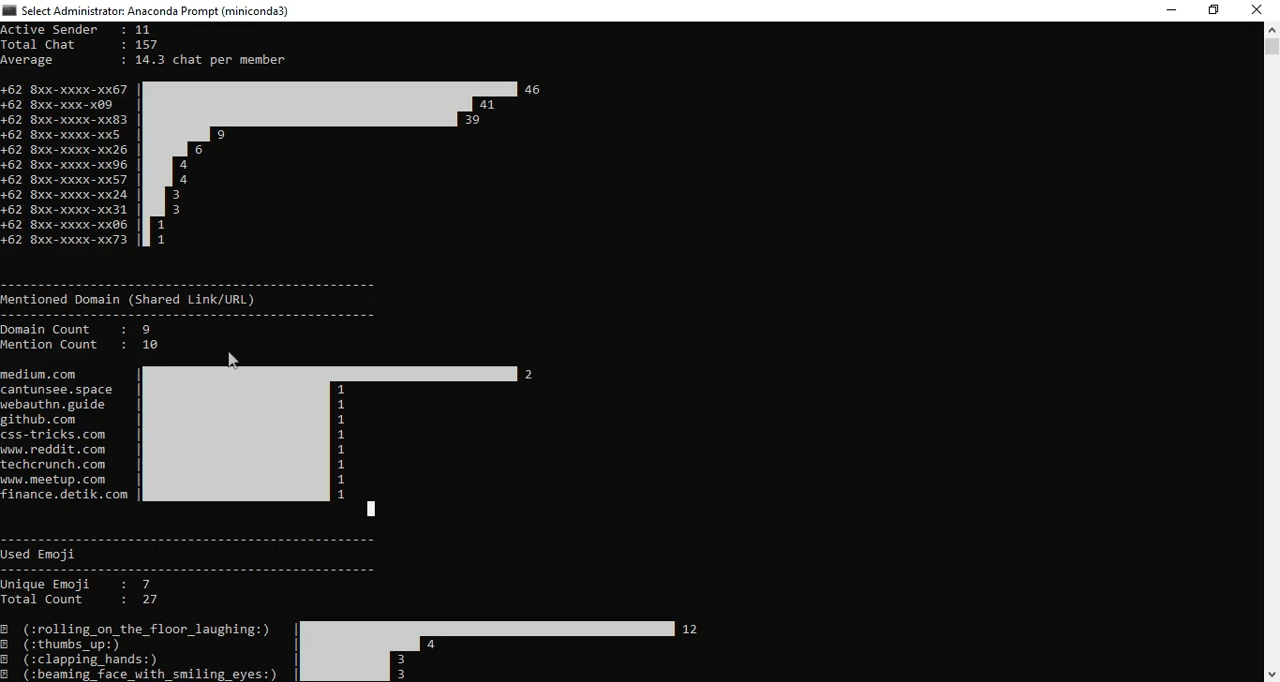 Select Administrator: Anaconda Prompt (miniconda3)
Active Sender : 11
Total Chat : 157
Average : 14.3 chat per member
+62 8xx-xxxx-xx67 | 46
+62 8xx-xxx-x09 | 41
+62 8xx-xxxx-xx83 | 39
+62 8xx-xxxx-xx5 | 9
+62 8xx-xxxx-xx26 | 6
+62 8xx-xxxx-xx96 | 4
+62 8xx-xxxx-xx57 | 4
+62 8xx-xxxx-xx24 | 3
+62 8xx-xxxx-xx31 | 3
+62 8xx-xxxx-xx06 | 1
+62 8xx-xxxx-xx73 | 1
--------------------------------------------------
Mentioned Domain (Shared Link/URL)
--------------------------------------------------
Domain Count : 9
Mention Count : 10
medium.com | 2
cantunsee.space | 1
webauthn.guide | 1
github.com | 1
css-tricks.com | 1
www.reddit.com | 1
techcrunch.com | 1
www.meetup.com | 1
finance.detik.com | 1
--------------------------------------------------
Used Emoji
--------------------------------------------------
Unique Emoji : 7
Total Count : 27
(:rolling_on_the_floor_laughing:) | 12
(:thumbs_up:) | 4
(:clapping_hands:) | 3
(:beaming_face_with_smiling_eyes:) | 3